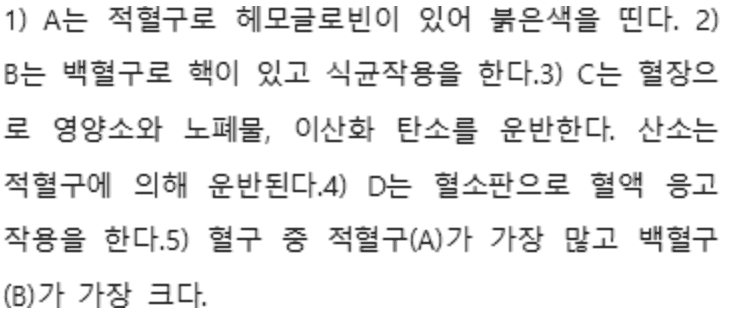 1) A는 적혈구로 헤모글로빈이 있어 붉은색을 띤다. 2)
B는 백혈구로 핵이 있고 식균작용을 한다.3) C는 혈장으
로 영양소와 노폐물, 이산화 탄소를 운반한다. 산소는
적혈구에 의해 운반된다.4) D는 혈소판으로 혈액 응고
작용을 한다.5) 혈구 중 적혈구(A)가 가장 많고 백혈구
(B)가 가장 크다.